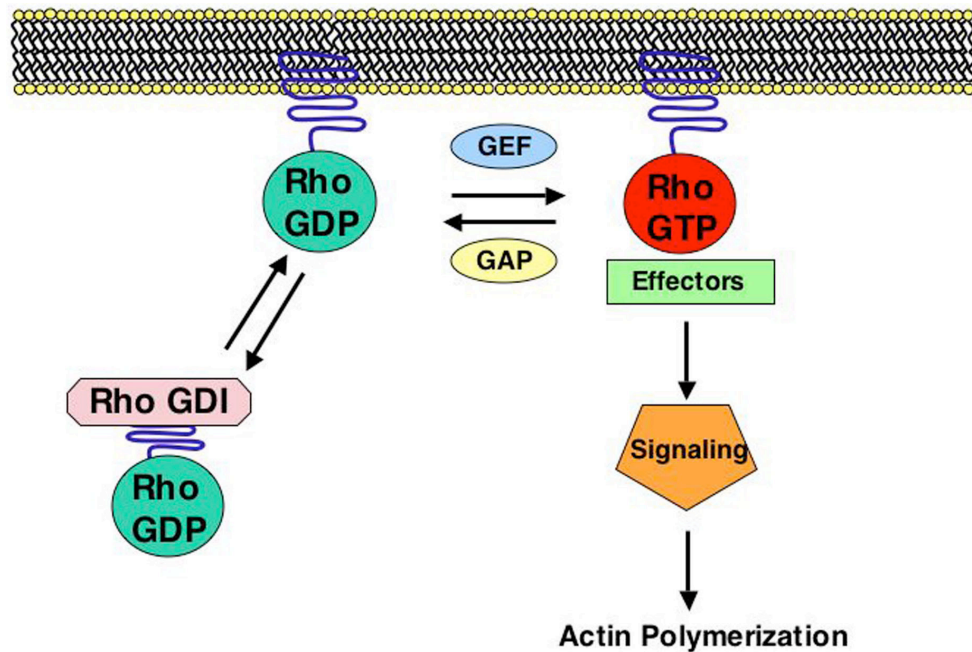 Rho
GDP
GEF
GAP
Rho
GTP
Effectors
Rho GDI
Rho
GDP
Signaling
Actin Polymerization